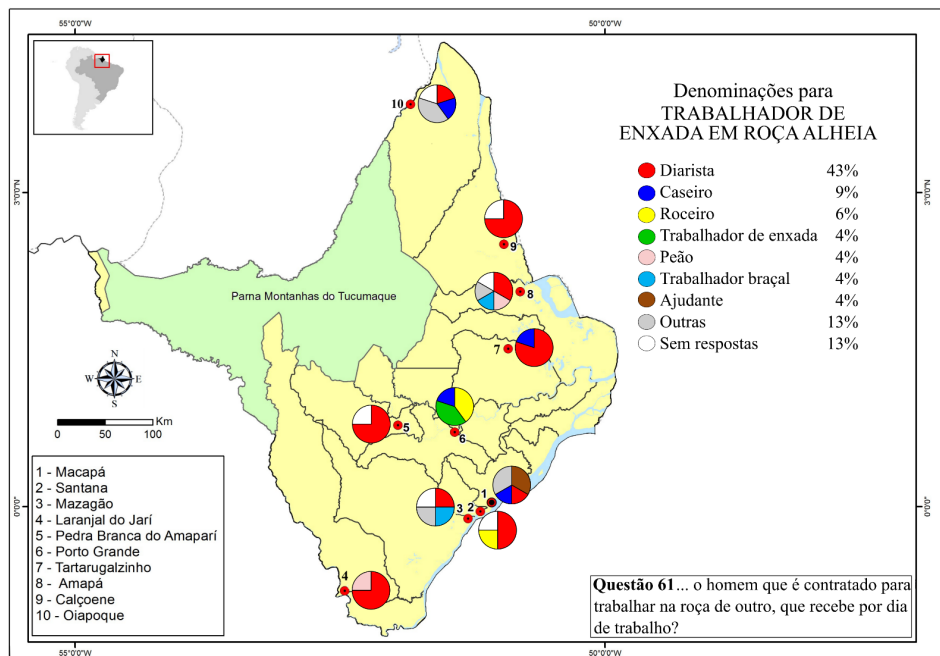 55°0'0"W
50°0'0"W
Denominações para
TRABALHADOR DE
ENXADA EM ROÇA ALHEIA
Diarista 43%
Caseiro 9%
Roceiro 6%
Trabalhador de enxada 4%
Peão 4%
Trabalhador braçal 4%
Ajudante 4%
Outras 13%
Sem respostas 13%
10
9
8
7
6
5
4
3
2
1
3°0'0"N
3°0'0"N
Parna Montanhas do Tucumaque
N
W E
S
Km
0 50 100
0°0'0"
0°0'0"
1 - Macapá
2 - Santana
3 - Mazagão
4 - Laranjal do Jarí
5 - Pedra Branca do Amaparí
6 - Porto Grande
7 - Tartarugalzinho
8 - Amapá
9 - Calçoene
10 - Oiapoque
Questão 61... o homem que é contratado para
trabalhar na roça de outro, que recebe por dia
de trabalho?
55°0'0"W
50°0'0"W